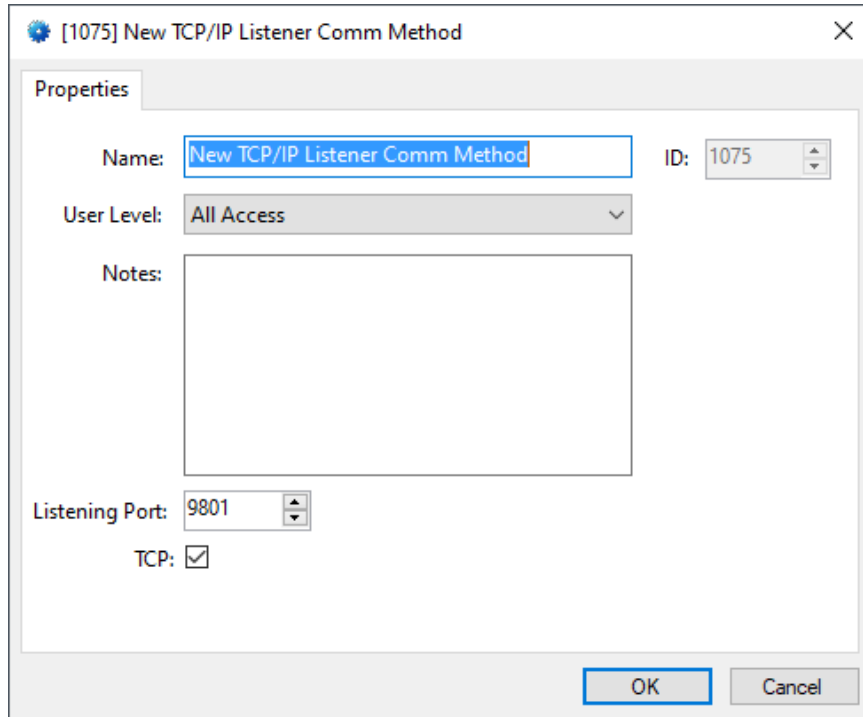 [1075] New TCP/IP Listener Comm Method
Properties
Name: New TCP/IP Listener Comm Method ID: 1075
User Level: All Access
Notes:
Listening Port: 9801
TCP:
OK Cancel